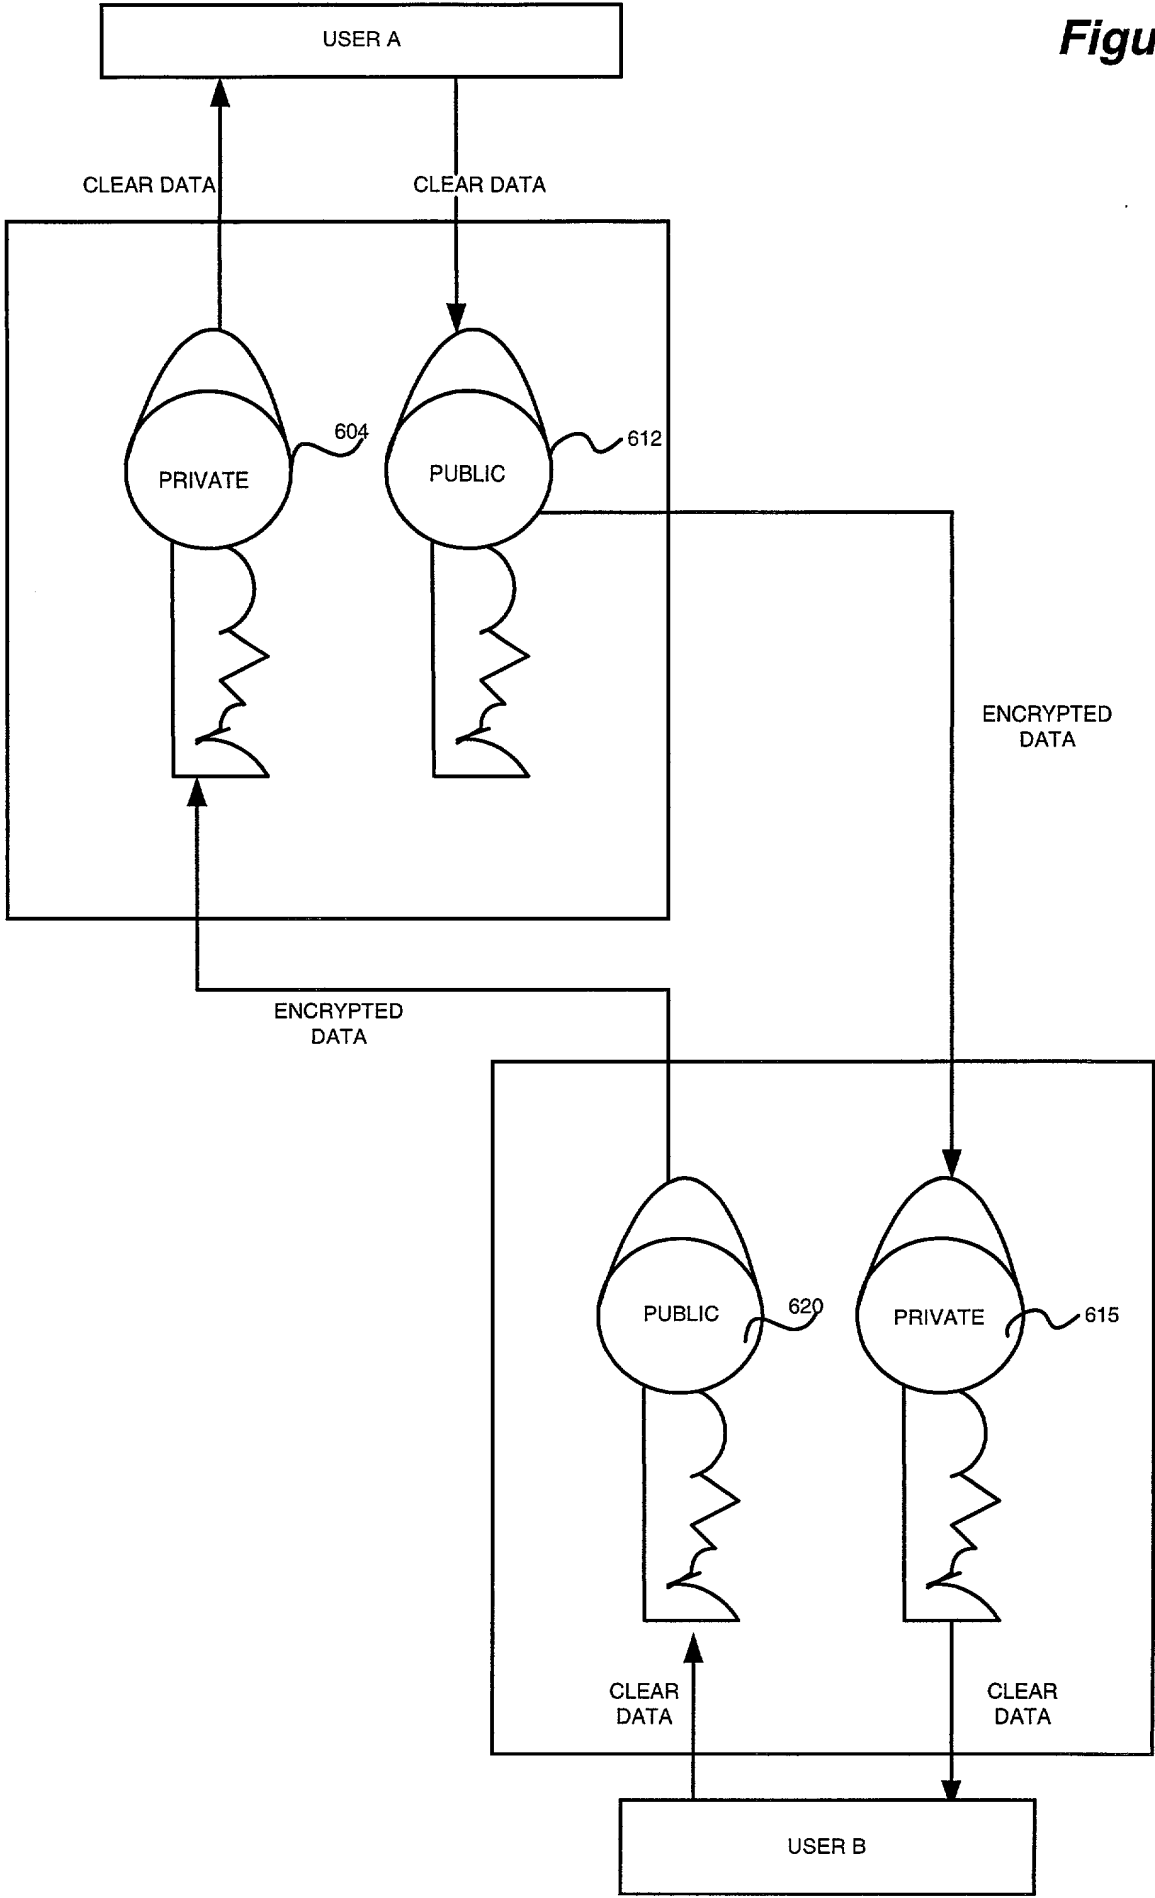 USER A
Figu
CLEAR DATA
CLEAR DATA
604
612
PRIVATE
PUBLIC
ENCRYPTED
DATA
ENCRYPTED
DATA
620
615
PUBLIC
PRIVATE
CLEAR
DATA
CLEAR
DATA
USER B